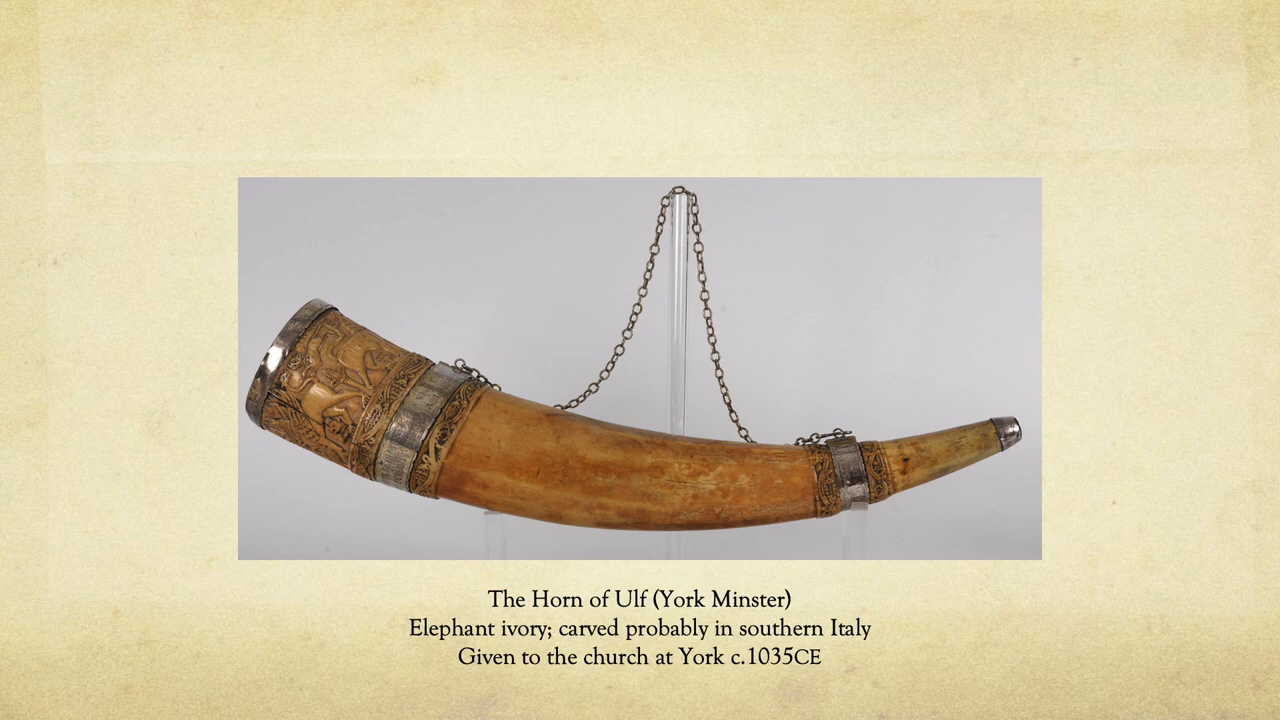 The Horn of Ulf (York Minster)
Elephant ivory; carved probably in southern Italy
Given to the church at York c.1035CE